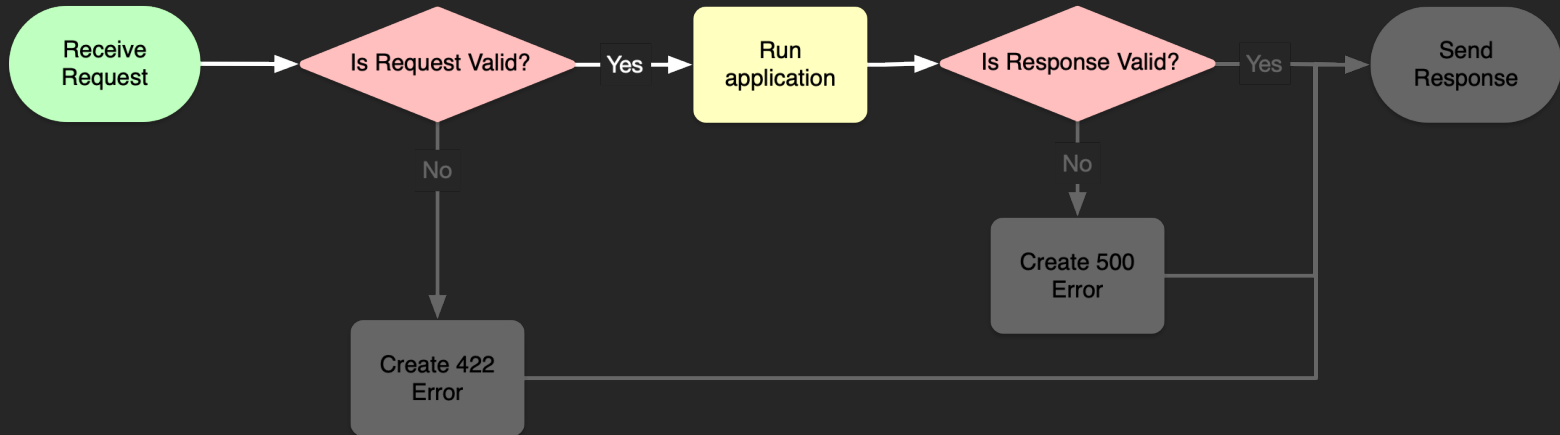 Receive
Request
Is Request Valid?
Yes
Run
application
Is Response Valid?
Yes
Send
Response
No
No
Create 500
Error
Create 422
Error